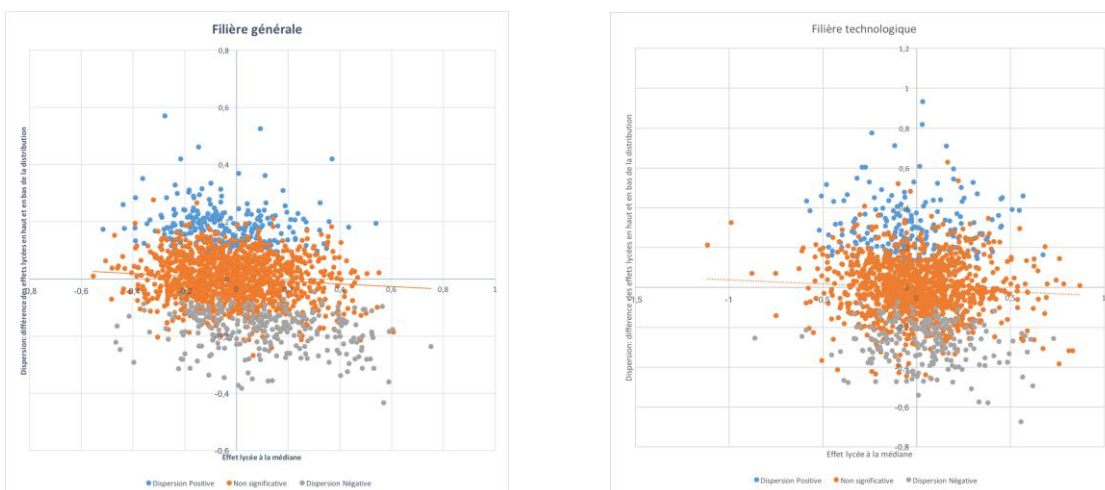 Filière générale
0,8
0,6
0,4
0,2
0
-0,8
-0,6
-0,4
-0,2
0
0,2
0,4
0,6
0,8
1
-0,2
-0,4
-0,6
Dispersion: différence des effets lycées en haut et en bas de la distribution
Effet lycée à la médiane
Dispersion Positive
Non significative
Dispersion Négative
Filière technologique
1,2
1
0,8
0,6
0,4
0,2
0
-1,5
-1
-0,5
0
0,5
1
-0,2
-0,4
-0,6
-0,8
Dispersion: différence des effets lycées en haut et en bas de la distribution
Effet lycée à la médiane
Dispersion Positive
Non significative
Dispersion Négative